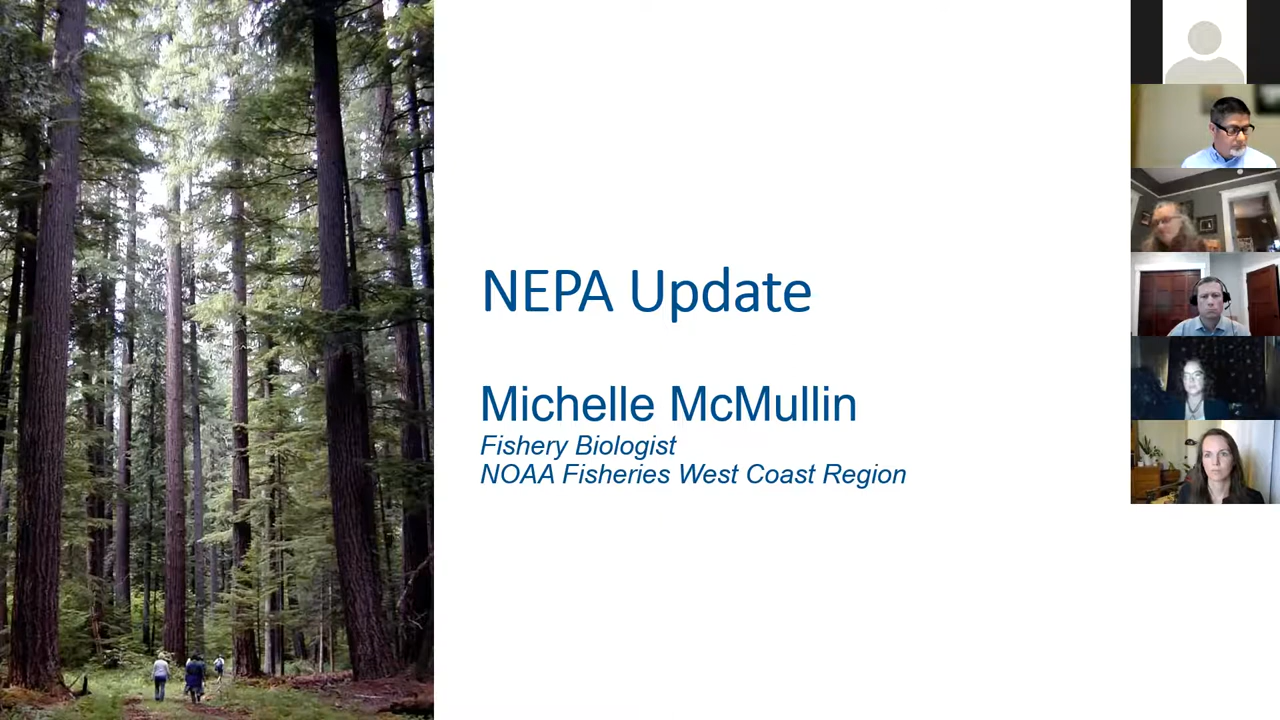 NEPA Update
Michelle McMullin
Fishery Biologist
NOAA Fisheries West Coast Region